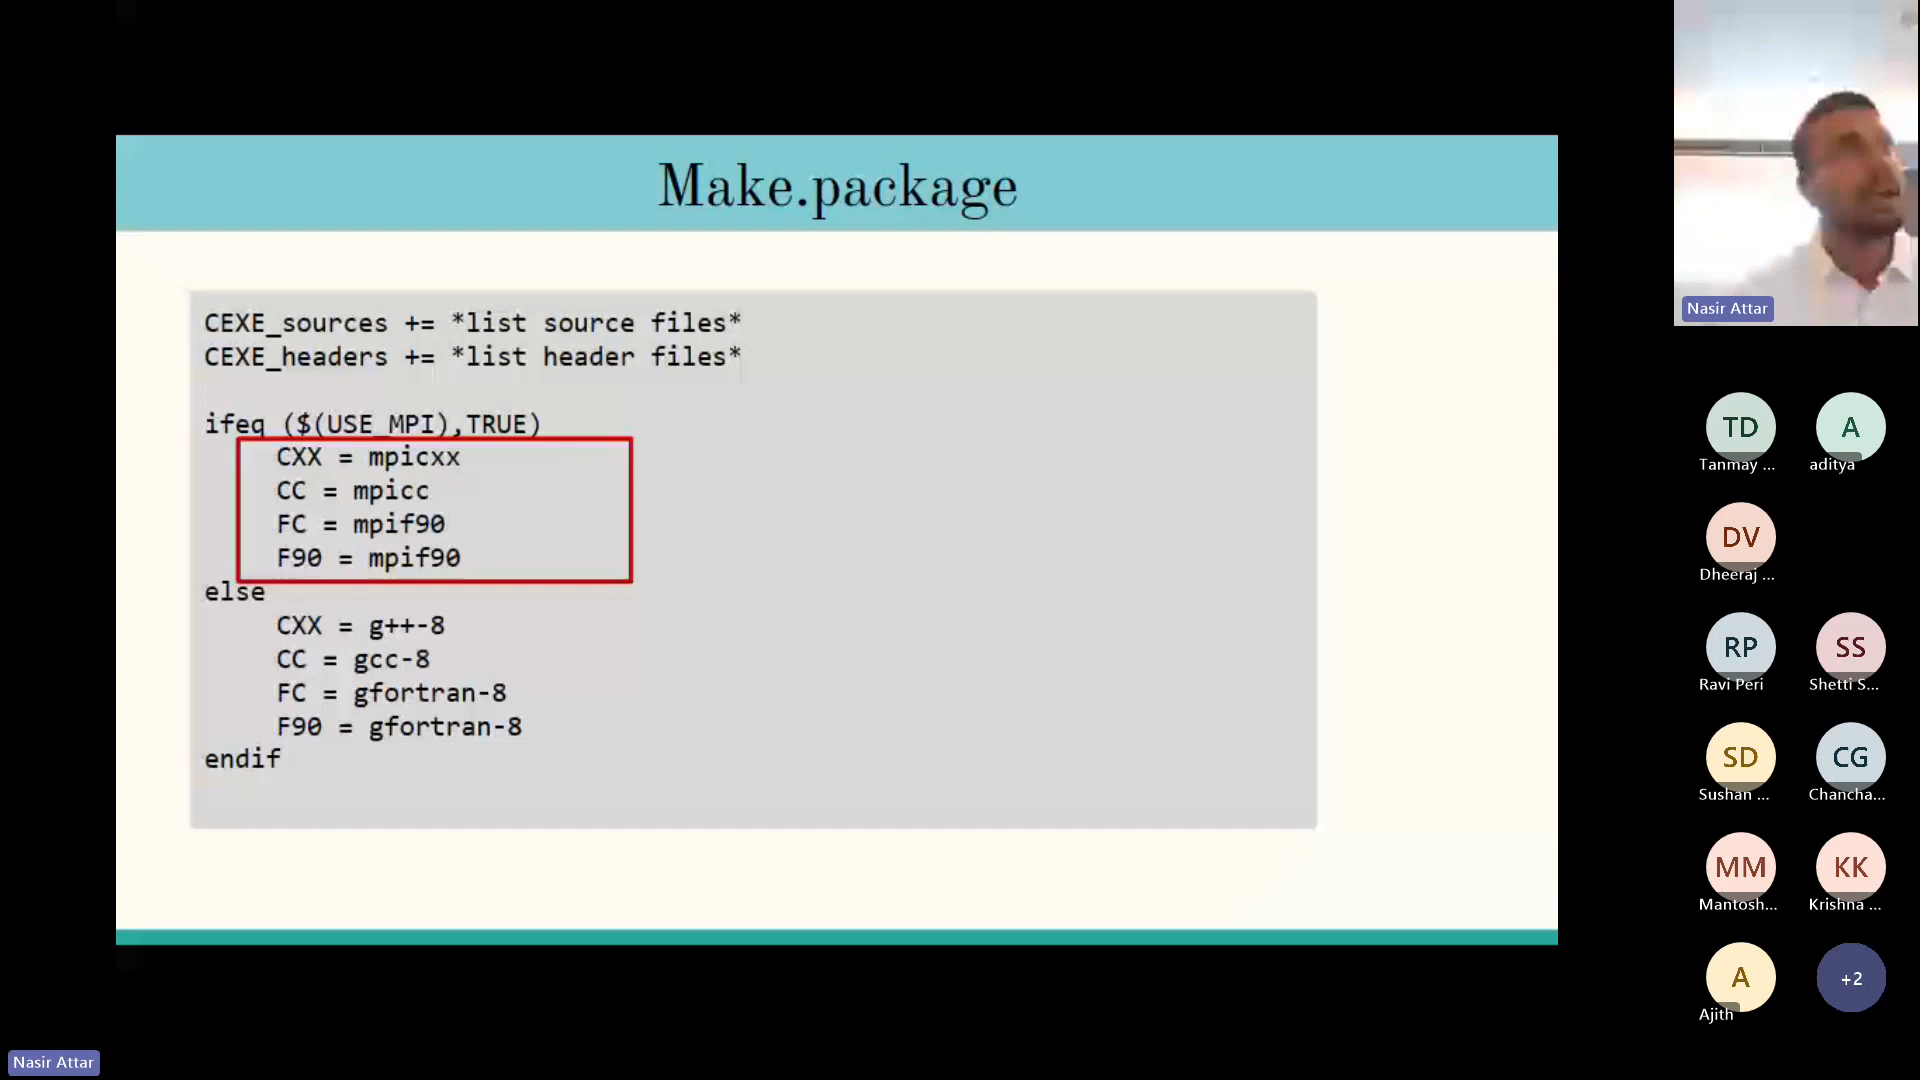 Make.package
CEXE_sources += *list source files*
CEXE_headers += *list header files*
ifeq ($(USE_MPI),TRUE)
CXX = mpicxx
CC = mpicc
FC = mpif90
F90 = mpif90
else
CXX = g++-8
CC = gcc-8
FC = gfortran-8
F90 = gfortran-8
endif
Nasir Attar
TD
Tanmay ...
A
aditya
DV
Dheeraj ...
RP
Ravi Peri
SS
Shetti S...
SD
Sushan ...
CG
Chancha...
MM
Mantosh...
KK
Krishna ...
A
Ajith
+2
Nasir Attar